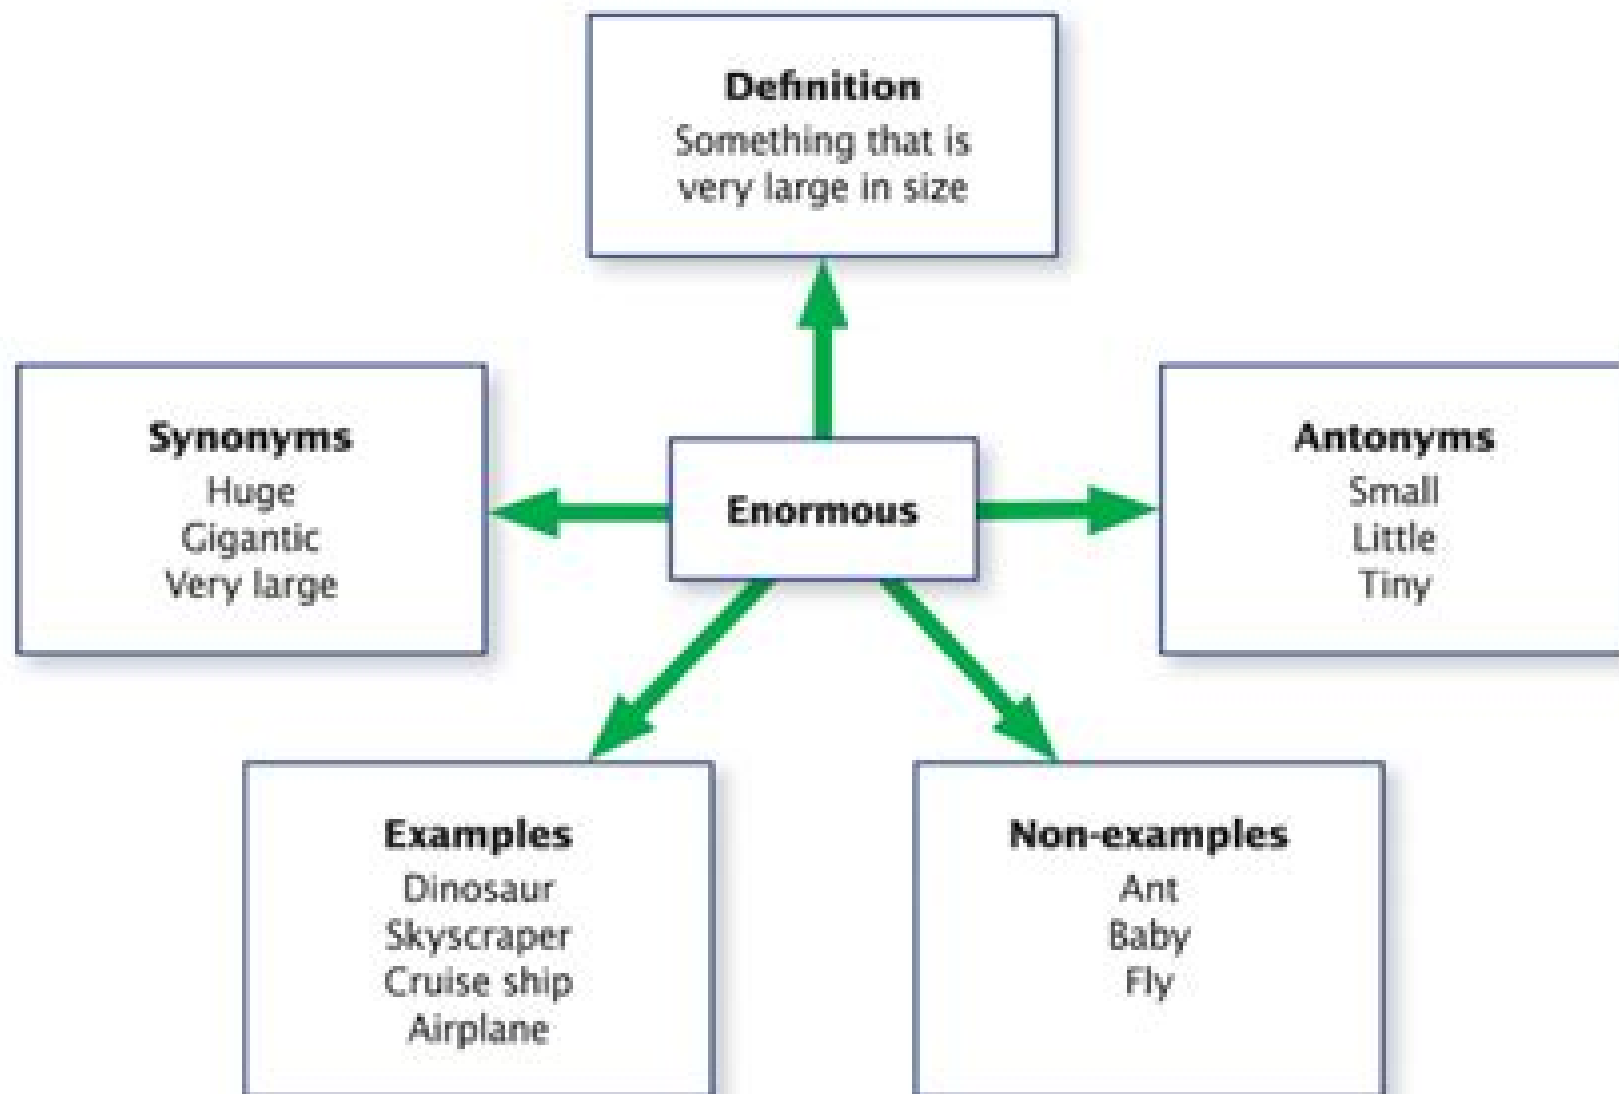 Definition
Something that is
very large in size
Synonyms
Huge
Gigantic
Very large
Enormous
Antonyms
Small
Little
Tiny
Examples
Dinosaur
Skyscraper
Cruise ship
Airplane
Non-examples
Ant
Baby
Fly